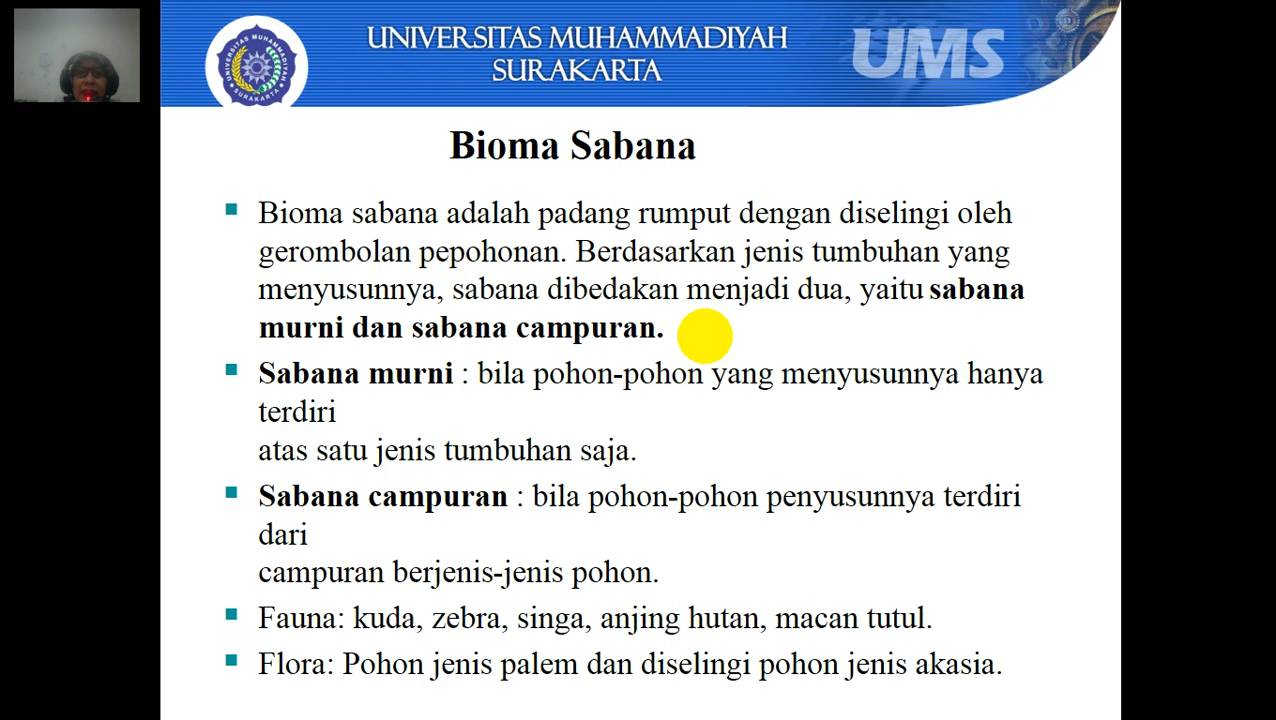 UNIVERSITAS MUHAMMADIYAH
SURAKARTA
UMS
UNIVERSITAS MUHAMMADIYAH
SURAKARTA
Bioma Sabana
Bioma sabana adalah padang rumput dengan diselingi oleh
gerombolan pepohonan. Berdasarkan jenis tumbuhan yang
menyusunnya, sabana dibedakan menjadi dua, yaitu sabana
murni dan sabana campuran.
Sabana murni : bila pohon-pohon yang menyusunnya hanya
terdiri
atas satu jenis tumbuhan saja.
Sabana campuran : bila pohon-pohon penyusunnya terdiri
dari
campuran berjenis-jenis pohon.
Fauna: kuda, zebra, singa, anjing hutan, macan tutul.
Flora: Pohon jenis palem dan diselingi pohon jenis akasia.